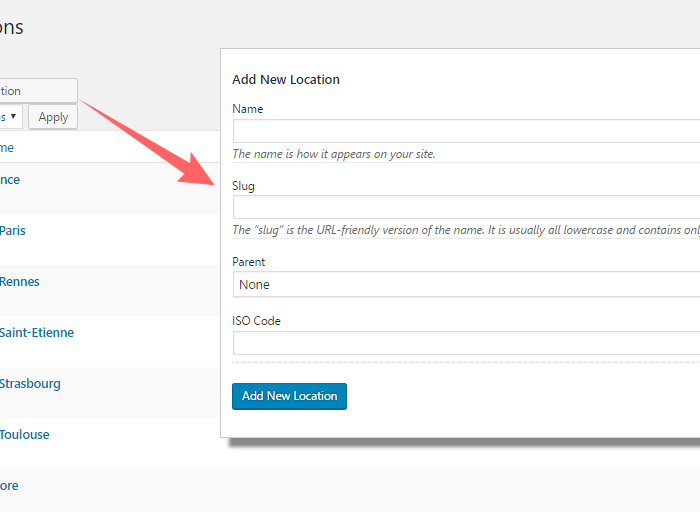 ons
tion
s
Apply
me
nce
Paris
Rennes
Saint-Etienne
Strasbourg
Toulouse
ore
Add New Location
Name
The name is how it appears on your site.
Slug
The "slug" is the URL-friendly version of the name. It is usually all lowercase and contains onl
Parent
None
ISO Code
Add New Location